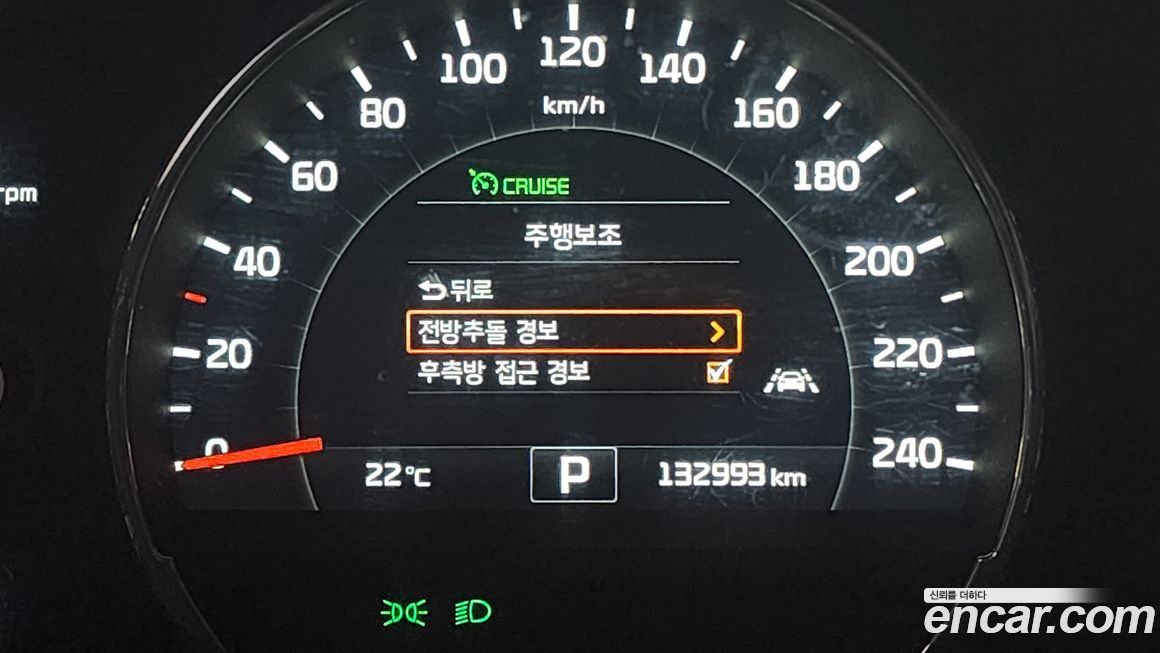 120
100
140
80
km/h
160
rpm
60
180
CRUISE
주행보조
40
200
뒤로
전방추돌 경보
20
220
후측방 접근 경보
0
240
22°C
P
132993 km
신뢰를 더하다
encar.com